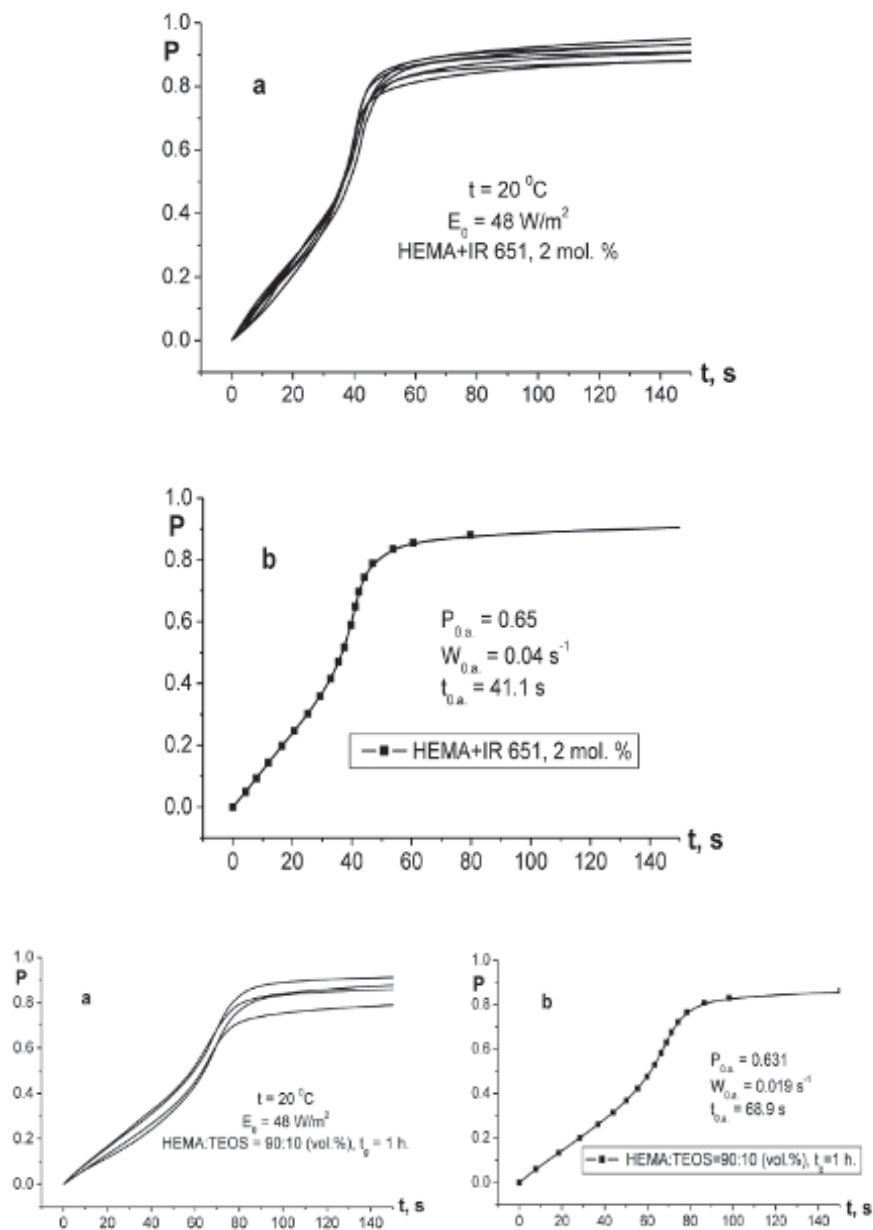 P
1.0
0.8
0.6
0.4
0.2
0.0
a
t = 20 ⁰C
E₀ = 48 W/m²
HEMA+IR 651, 2 mol. %
0 20 40 60 80 100 120 140
t, s
P
1.0
0.8
0.6
0.4
0.2
0.0
b
P₀.ₐ. = 0.65
W₀.ₐ. = 0.04 s⁻¹
t₀.ₐ. = 41.1 s
HEMA+IR 651, 2 mol. %
0 20 40 60 80 100 120 140
t, s
P
1.0
0.8
0.6
0.4
0.2
0.0
a
t = 20 ⁰C
E₀ = 48 W/m²
HEMA:TEOS = 90:10 (vol.%), t_g = 1 h.
0 20 40 60 80 100 120 140
t, s
P
1.0
0.8
0.6
0.4
0.2
0.0
b
P₀.ₐ. = 0.631
W₀.ₐ. = 0.019 s⁻¹
t₀.ₐ. = 68.9 s
HEMA:TEOS=90:10 (vol.%), t_g=1 h.
0 20 40 60 80 100 120 140
t, s